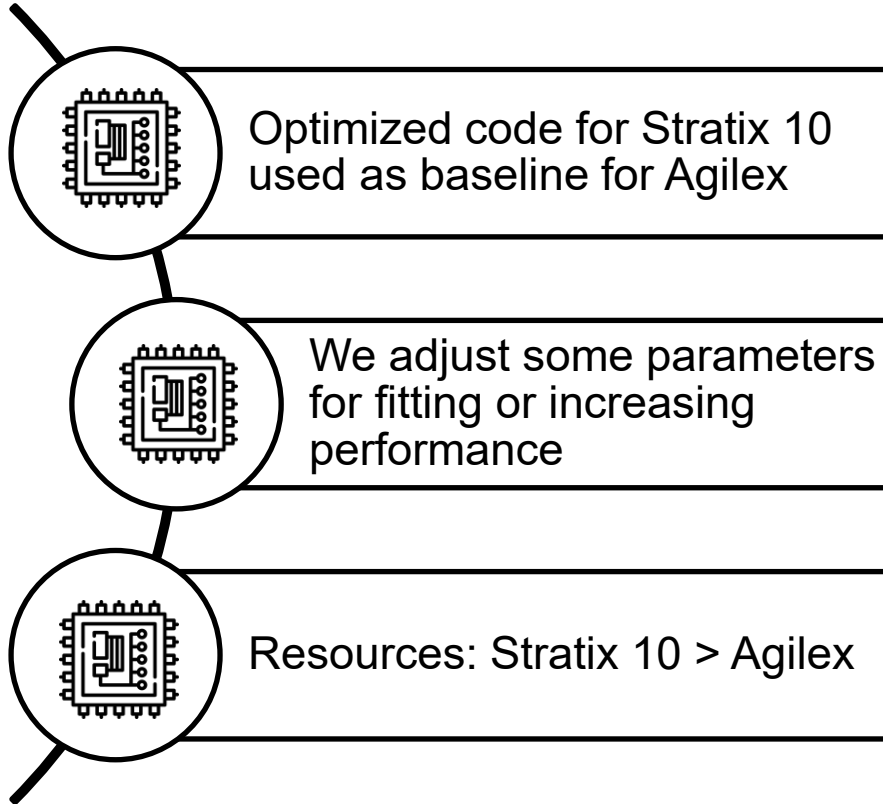 Optimized code for Stratix 10
used as baseline for Agilex
We adjust some parameters
for fitting or increasing
performance
Resources: Stratix 10 > Agilex